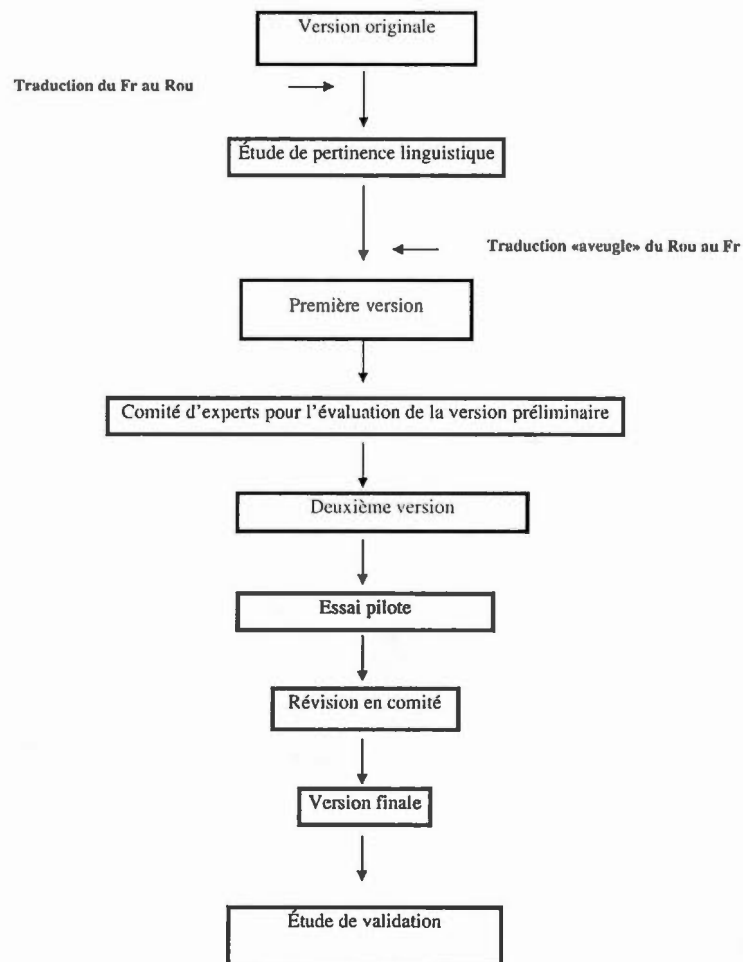 Version originale
Traduction du Fr au Rou
Étude de pertinence linguistique
Traduction «aveugle» du Rou au Fr
Première version
Comité d'experts pour l'évaluation de la version préliminaire
Deuxième version
Essai pilote
Révision en comité
Version finale
Étude de validation